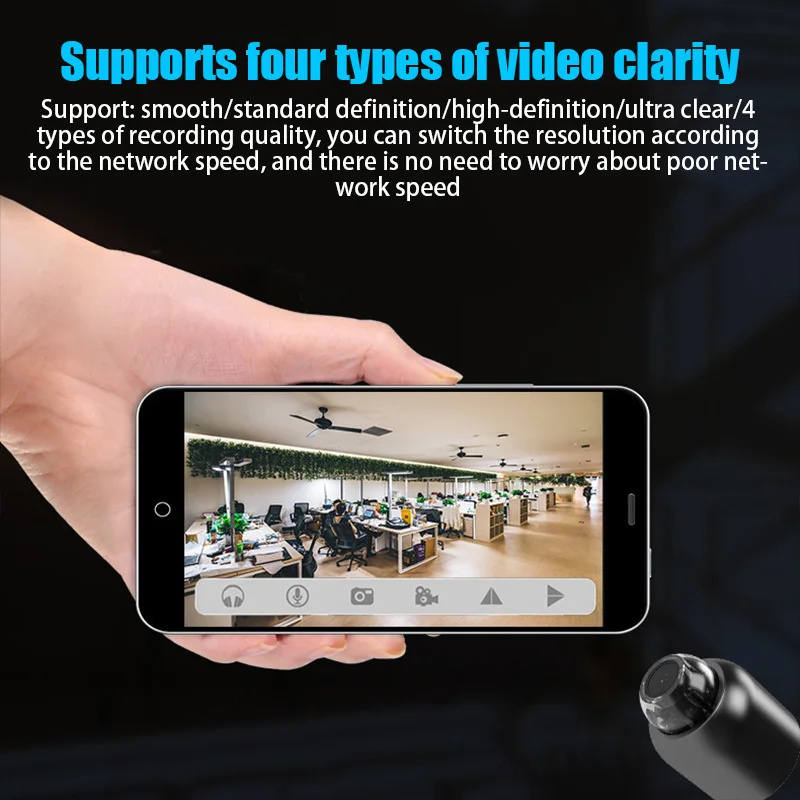 Supports four types of video clarity
Support: smooth/standard definition/high-definition/ultra clear/4
types of recording quality, you can switch the resolution according
to the network speed, and there is no need to worry about poor net-
work speed